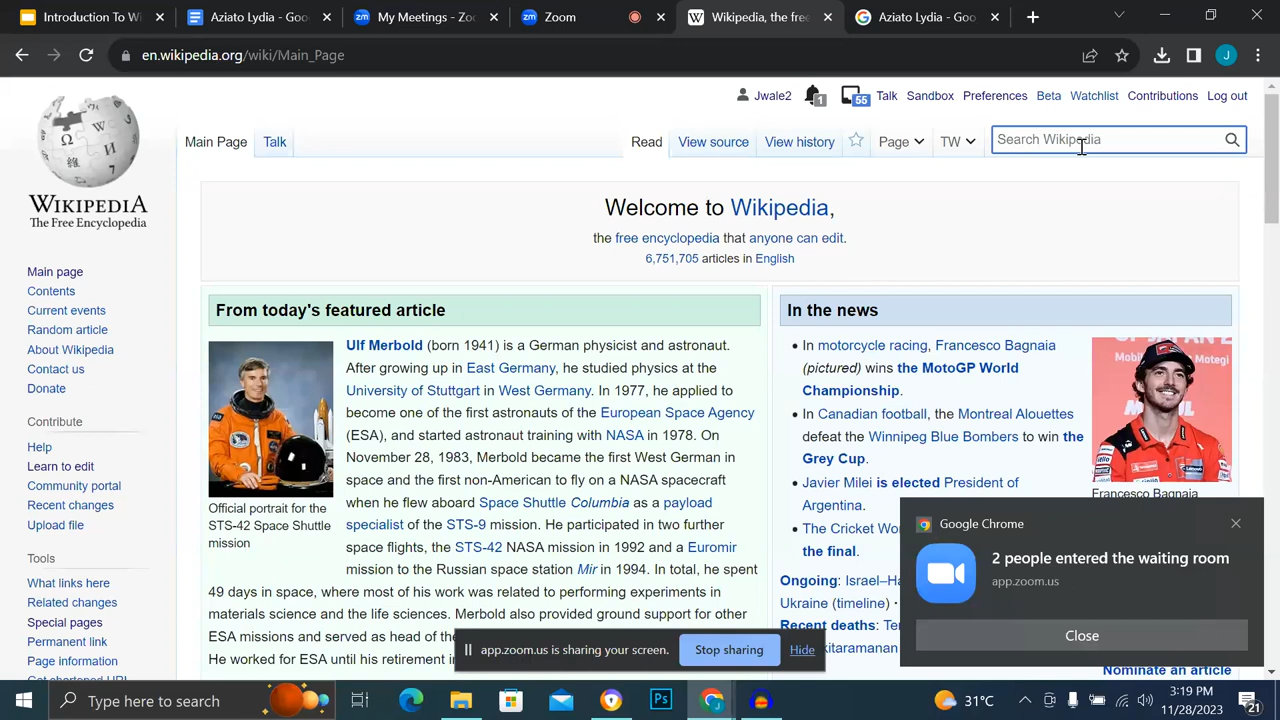 Introduction To Wi
Aziato Lydia - Goo
My Meetings - Zoo
Zoom
Wikipedia, the free
Aziato Lydia - Goo
en.wikipedia.org/wiki/Main_Page
J
Jwale2
1
55
Talk
Sandbox
Preferences
Beta
Watchlist
Contributions
Log out
Main Page
Talk
Read
View source
View history
Page
TW
Search Wikipedia
WIKIPEDIA
The Free Encyclopedia
Main page
Contents
Current events
Random article
About Wikipedia
Contact us
Donate
Contribute
Help
Learn to edit
Community portal
Recent changes
Upload file
Tools
What links here
Related changes
Special pages
Permanent link
Page information
Welcome to Wikipedia,
the free encyclopedia that anyone can edit.
6,751,705 articles in English
From today's featured article
Official portrait for the
STS-42 Space Shuttle
mission
Ulf Merbold (born 1941) is a German physicist and astronaut.
After growing up in East Germany, he studied physics at the
University of Stuttgart in West Germany. In 1977, he applied to
become one of the first astronauts of the European Space Agency
(ESA), and started astronaut training with NASA in 1978. On
November 28, 1983, Merbold became the first West German in
space and the first non-American to fly on a NASA spacecraft
when he flew aboard Space Shuttle Columbia as a payload
specialist of the STS-9 mission. He participated in two further
space flights, the STS-42 NASA mission in 1992 and a Euromir
mission to the Russian space station Mir in 1994. In total, he spent
49 days in space, where most of his work was related to performing experiments in
materials science and the life sciences. Merbold also provided ground support for other
ESA missions and served as head of the
He worked for ESA until his retirement i
In the news
In motorcycle racing, Francesco Bagnaia
(pictured) wins the MotoGP World
Championship.
In Canadian football, the Montreal Alouettes
defeat the Winnipeg Blue Bombers to win the
Grey Cup.
Javier Milei is elected President of
Argentina.
The Cricket Wo
the final.
Francesco Bagnaia
Ongoing: Israel–Ha
Ukraine (timeline) ·
Recent deaths: Te
kitaramanan
Nominate an article
Google Chrome
2 people entered the waiting room
app.zoom.us
Close
app.zoom.us is sharing your screen.
Stop sharing
Hide
Type here to search
Ps
31°C
3:19 PM
11/28/2023
21